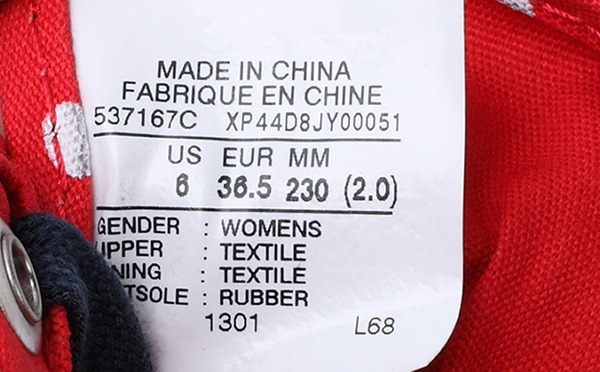 MADE IN CHINA
FABRIQUE EN CHINE
537167C XP44D8JY00051
US EUR MM
6 36.5 230 (2.0)
GENDER : WOMENS
UPPER : TEXTILE
NING : TEXTILE
TSOLE : RUBBER
1301 L68